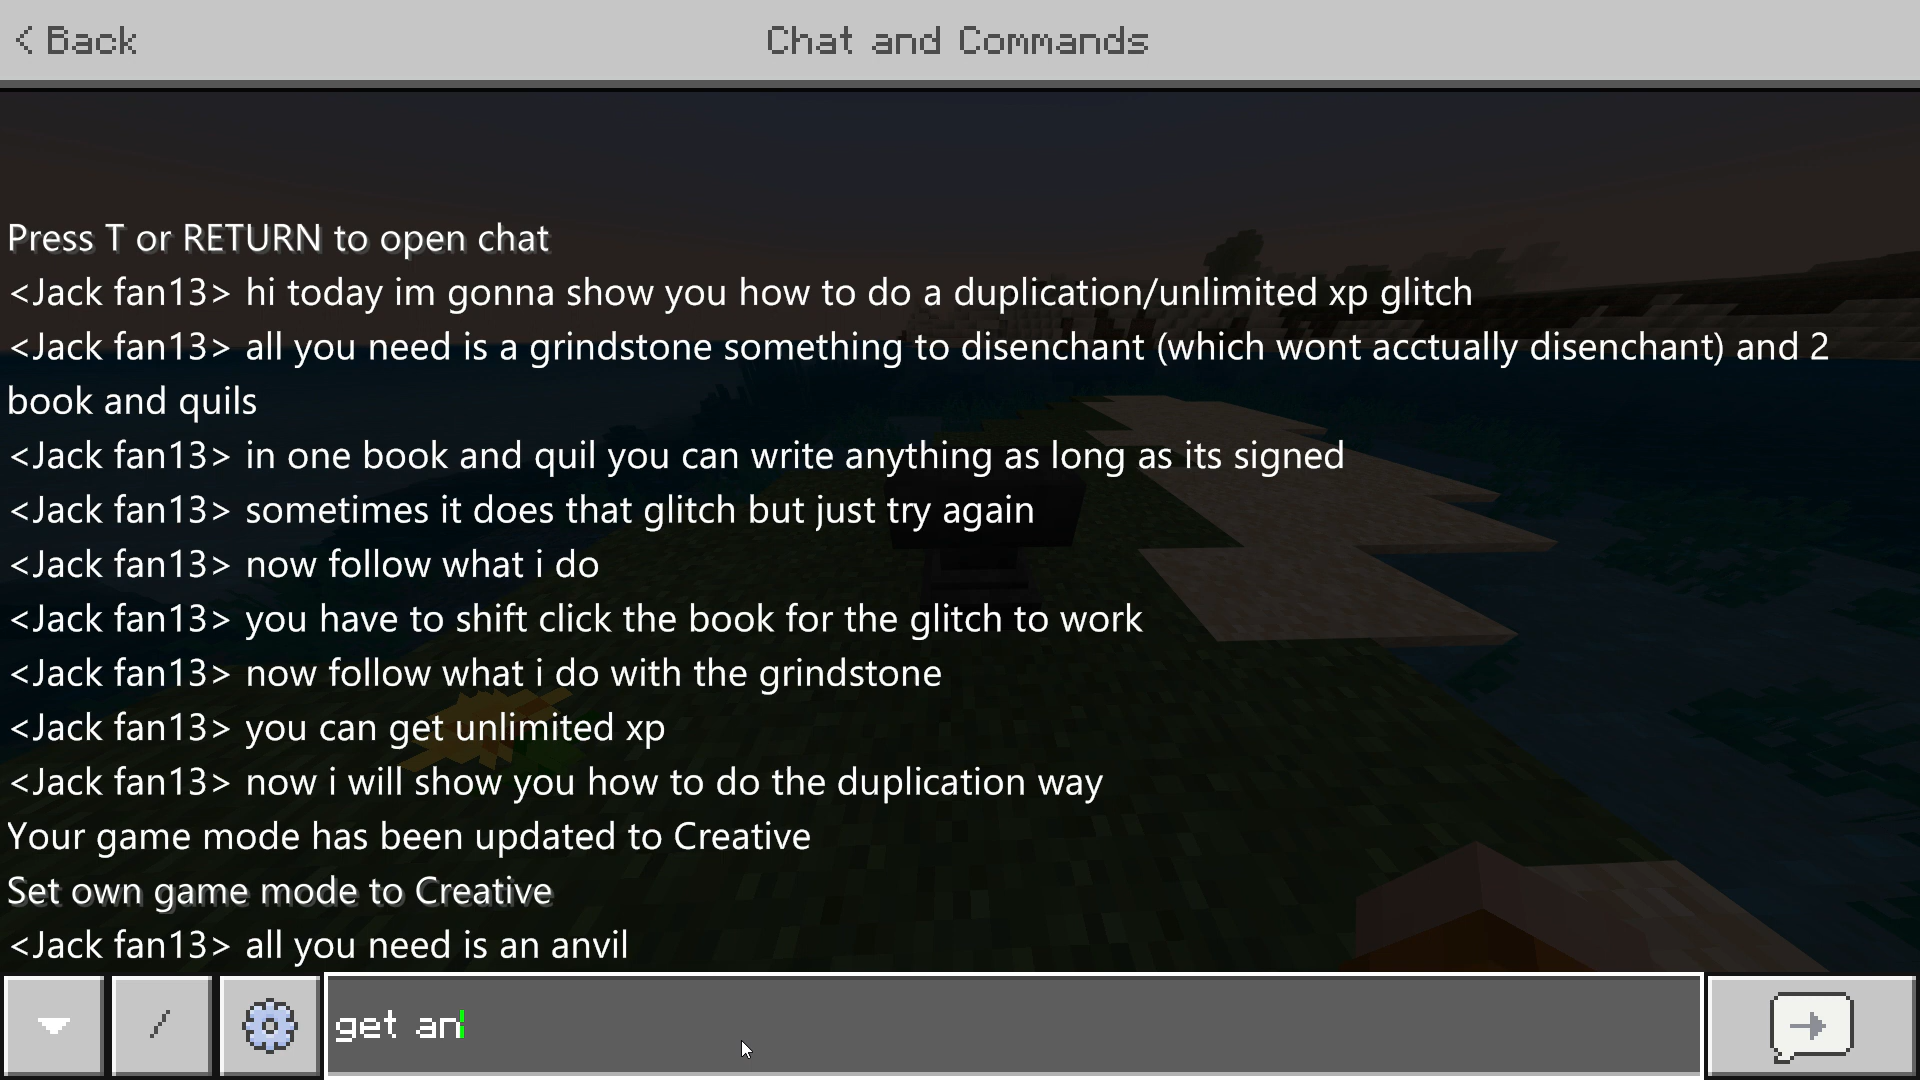 < Back
Chat and Commands
Press T or RETURN to open chat
<Jack fan13> hi today im gonna show you how to do a duplication/unlimited xp glitch
<Jack fan13> all you need is a grindstone something to disenchant (which wont acctually disenchant) and 2
book and quils
<Jack fan13> in one book and quil you can write anything as long as its signed
<Jack fan13> sometimes it does that glitch but just try again
<Jack fan13> now follow what i do
<Jack fan13> you have to shift click the book for the glitch to work
<Jack fan13> now follow what i do with the grindstone
<Jack fan13> you can get unlimited xp
<Jack fan13> now i will show you how to do the duplication way
Your game mode has been updated to Creative
Set own game mode to Creative
<Jack fan13> all you need is an anvil
/
get an